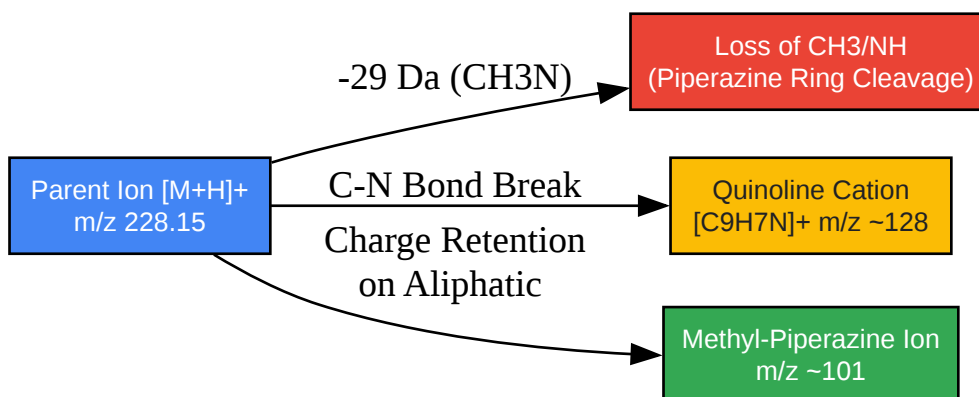 Loss of CH3/NH
(Piperazine Ring Cleavage)
-29 Da (CH3N)
Parent Ion [M+H]+
m/z 228.15
C-N Bond Break
Quinoline Cation
[C9H7N]+ m/z ~128
Charge Retention
on Aliphatic
Methyl-Piperazine Ion
m/z ~101